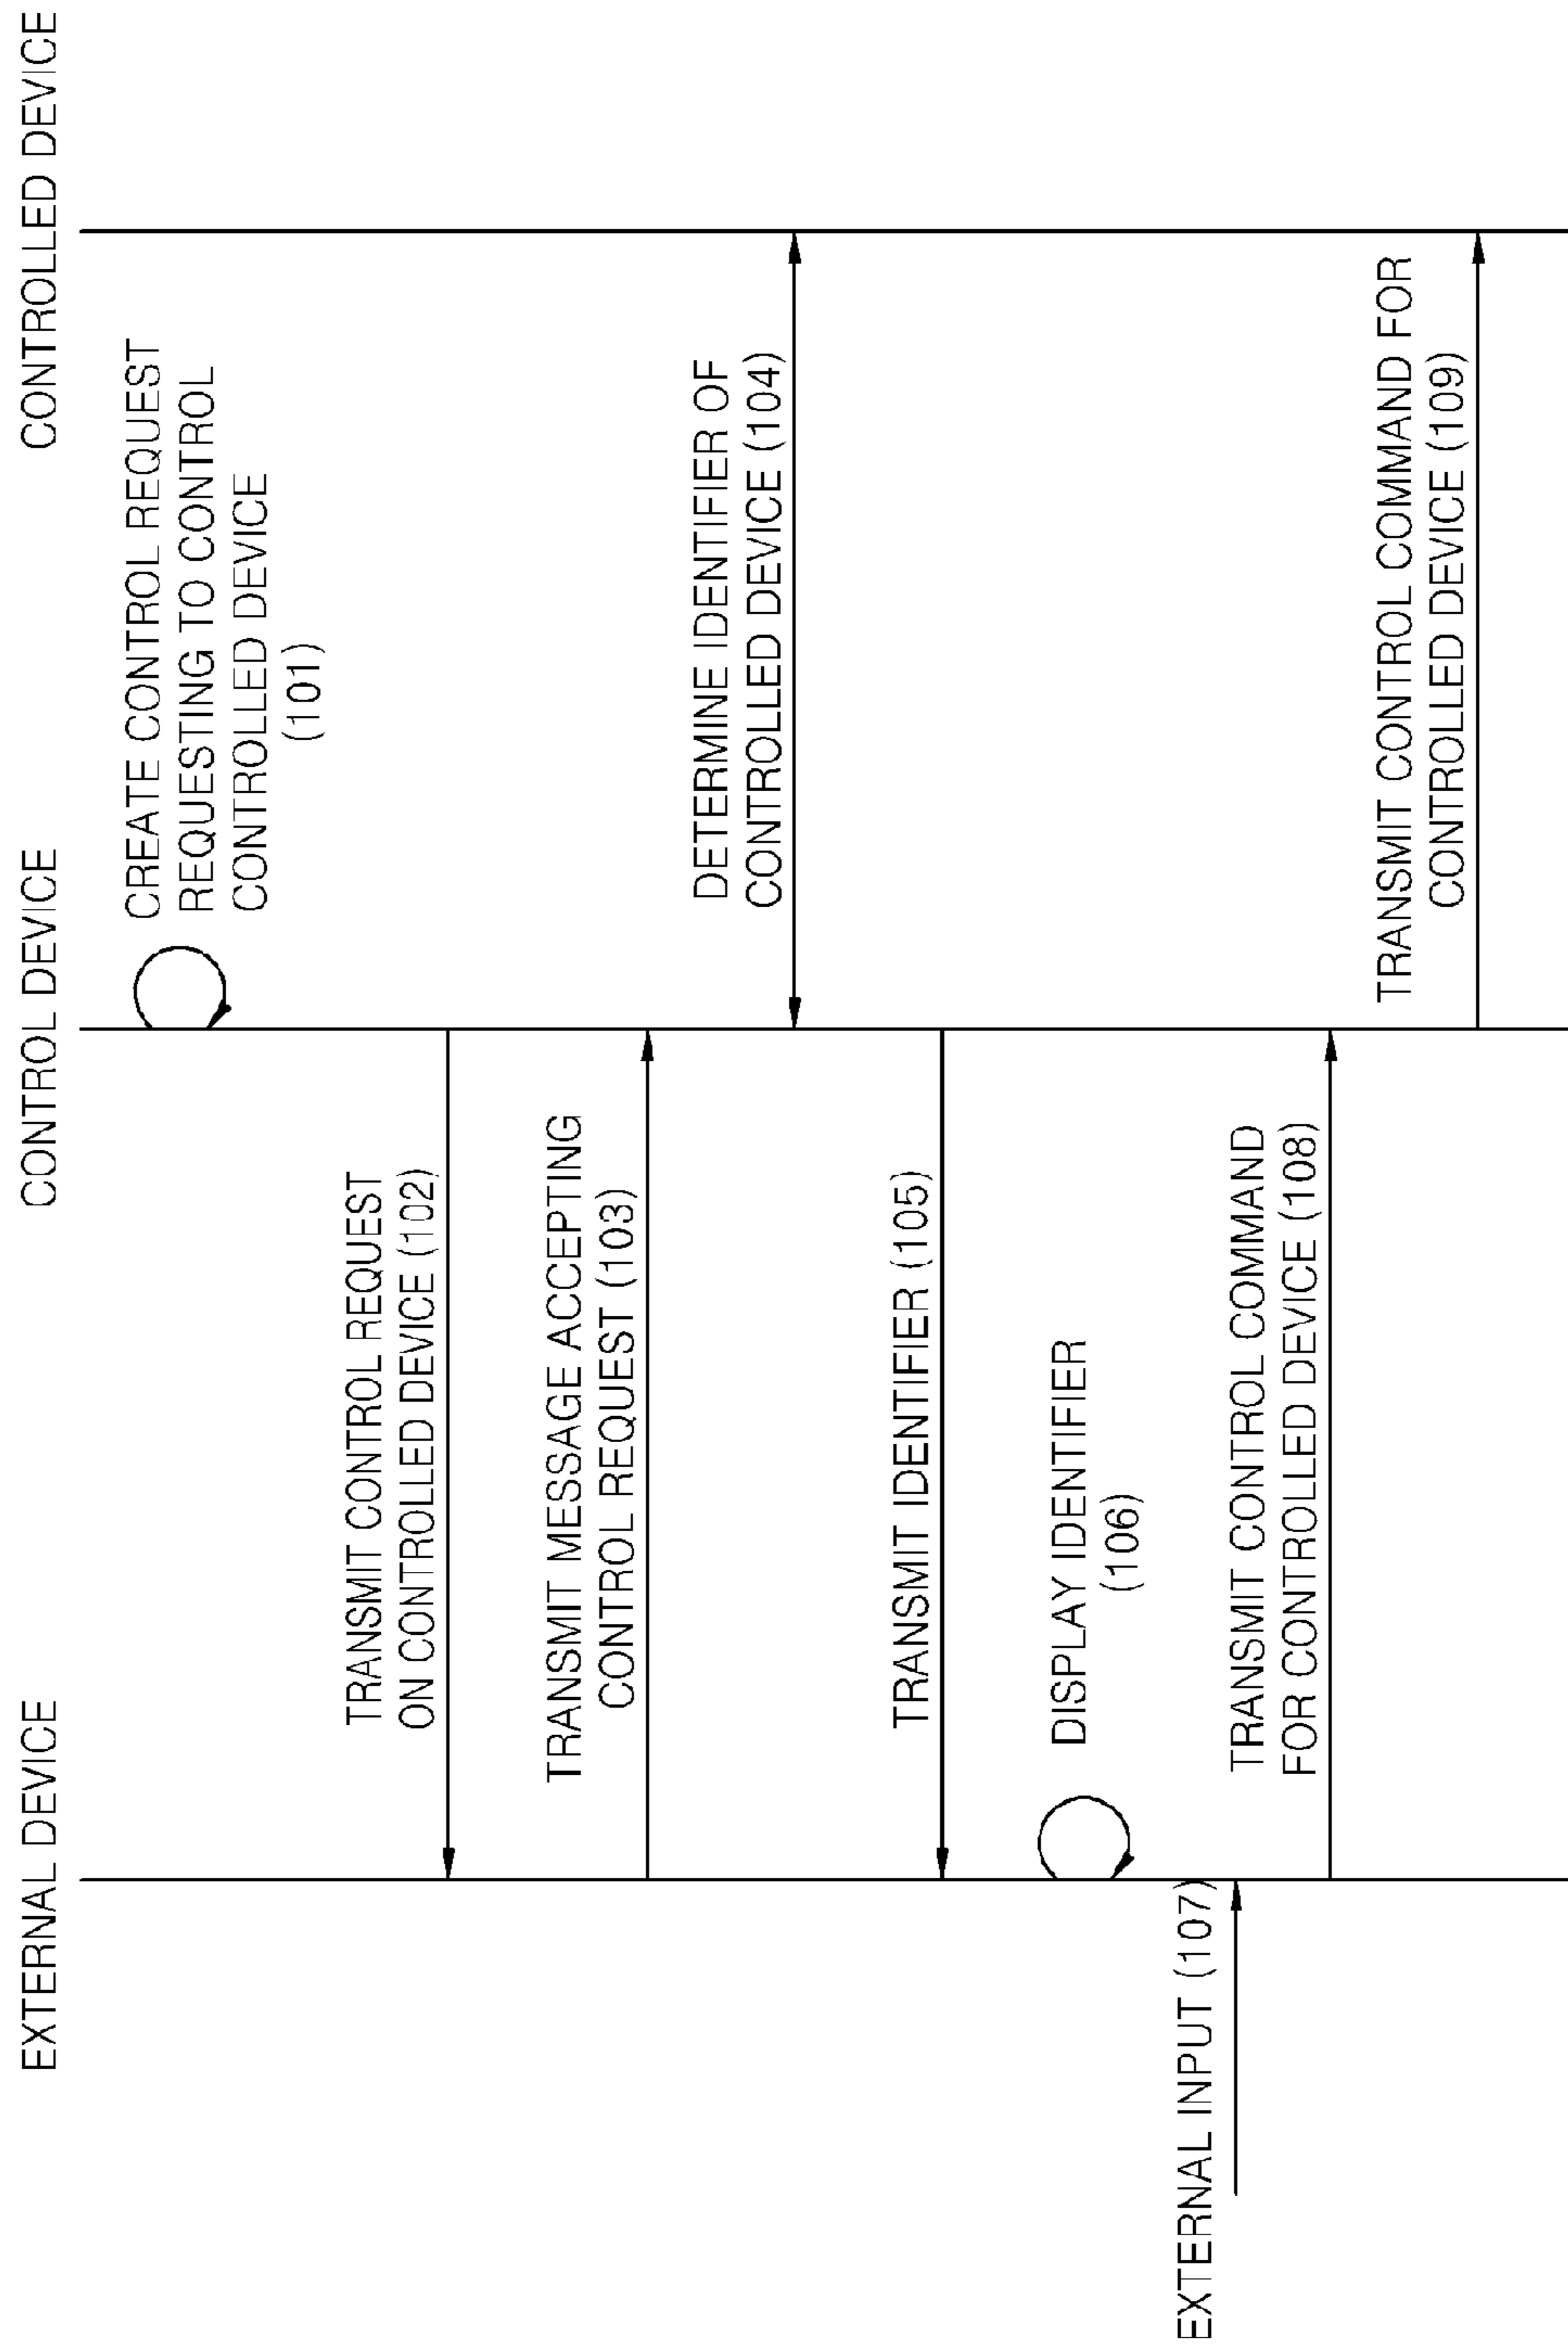 EXTERNAL DEVICE
CONTROL DEVICE
CONTROLLED DEVICE
CREATE CONTROL REQUEST
REQUESTING TO CONTROL
CONTROLLED DEVICE
(101)
TRANSMIT CONTROL REQUEST
ON CONTROLLED DEVICE (102)
TRANSMIT MESSAGE ACCEPTING
CONTROL REQUEST (103)
DETERMINE IDENTIFIER OF
CONTROLLED DEVICE (104)
TRANSMIT IDENTIFIER (105)
DISPLAY IDENTIFIER
(106)
EXTERNAL INPUT (107)
TRANSMIT CONTROL COMMAND
FOR CONTROLLED DEVICE (108)
TRANSMIT CONTROL COMMAND FOR
CONTROLLED DEVICE (109)